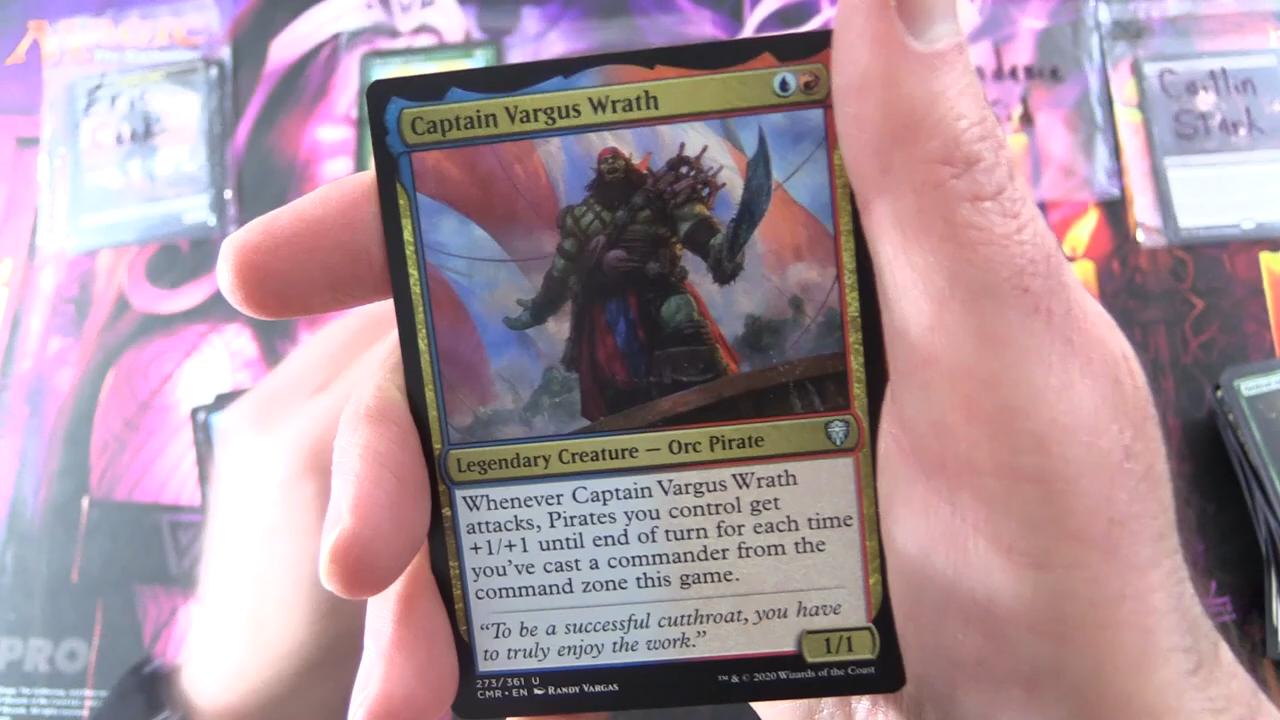 MAGIC
Captain Vargus Wrath
Caitlin
Stark
Legendary Creature — Orc Pirate
Whenever Captain Vargus Wrath
attacks, Pirates you control get
+1/+1 until end of turn for each time
you've cast a commander from the
command zone this game.
“To be a successful cutthroat, you have
to truly enjoy the work.”
1/1
273/361 U
CMR • EN Randy Vargas
™ & © 2020 Wizards of the Coast
PRO